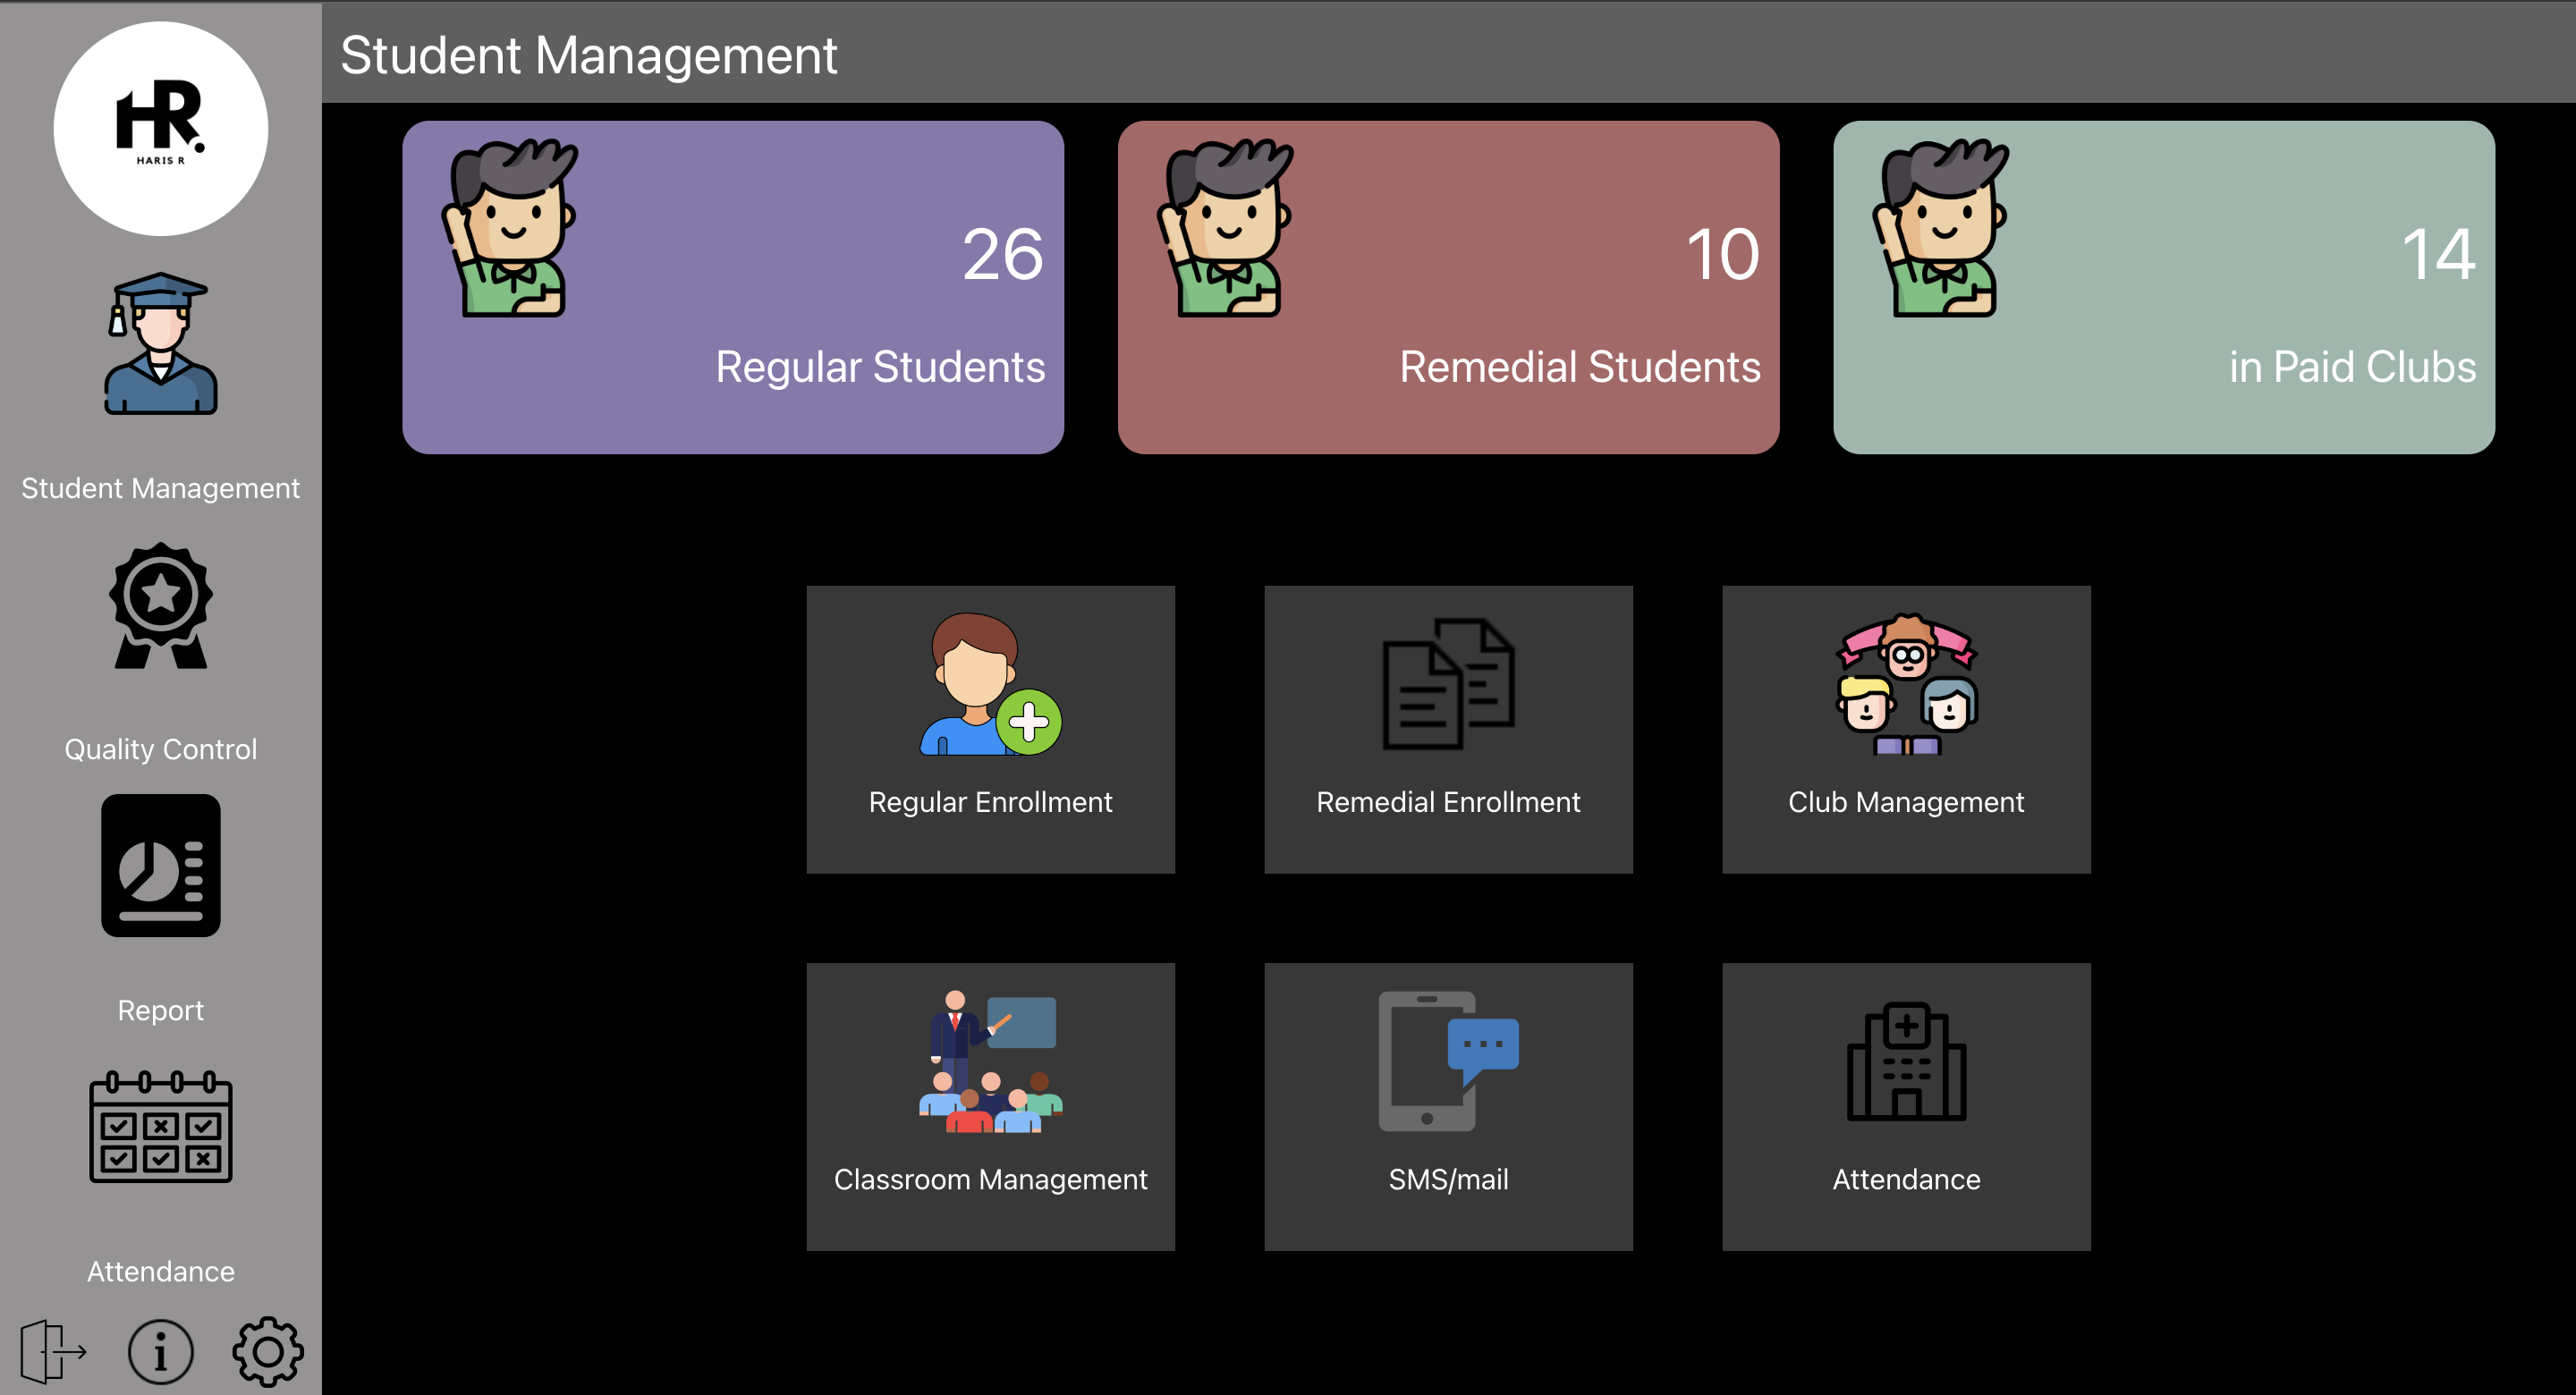 HR.
HARIS R
Student Management
Quality Control
Report
Attendance
Student Management
26
Regular Students
10
Remedial Students
14
in Paid Clubs
Regular Enrollment
Remedial Enrollment
Club Management
Classroom Management
SMS/mail
Attendance